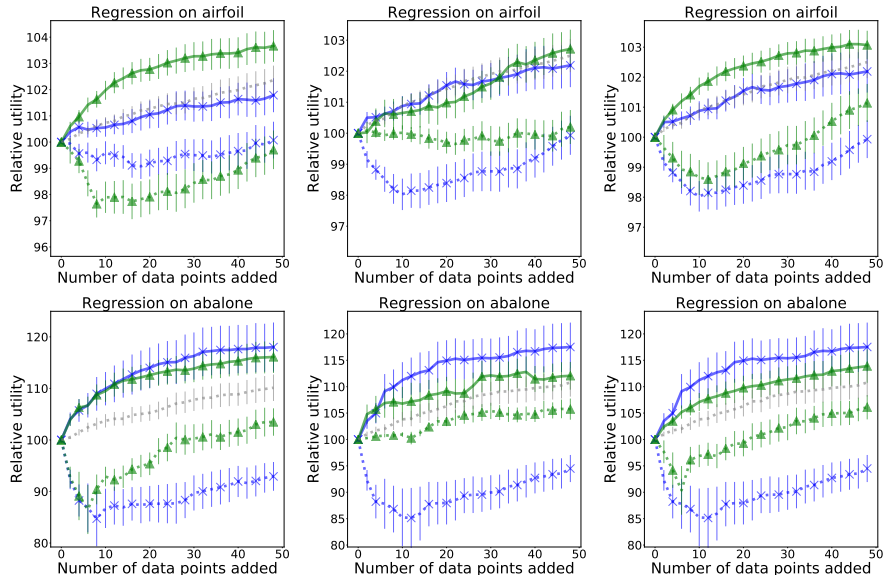 Regression on airfoil
Relative utility
104
103
102
101
100
99
98
97
96
0 10 20 30 40 50
Number of data points added
Regression on airfoil
Relative utility
103
102
101
100
99
98
97
0 10 20 30 40 50
Number of data points added
Regression on airfoil
Relative utility
103
102
101
100
99
98
97
0 10 20 30 40 50
Number of data points added
Regression on abalone
Relative utility
120
110
100
90
80
0 10 20 30 40 50
Number of data points added
Regression on abalone
Relative utility
120
115
110
105
100
95
90
85
80
0 10 20 30 40 50
Number of data points added
Regression on abalone
Relative utility
120
115
110
105
100
95
90
85
80
0 10 20 30 40 50
Number of data points added